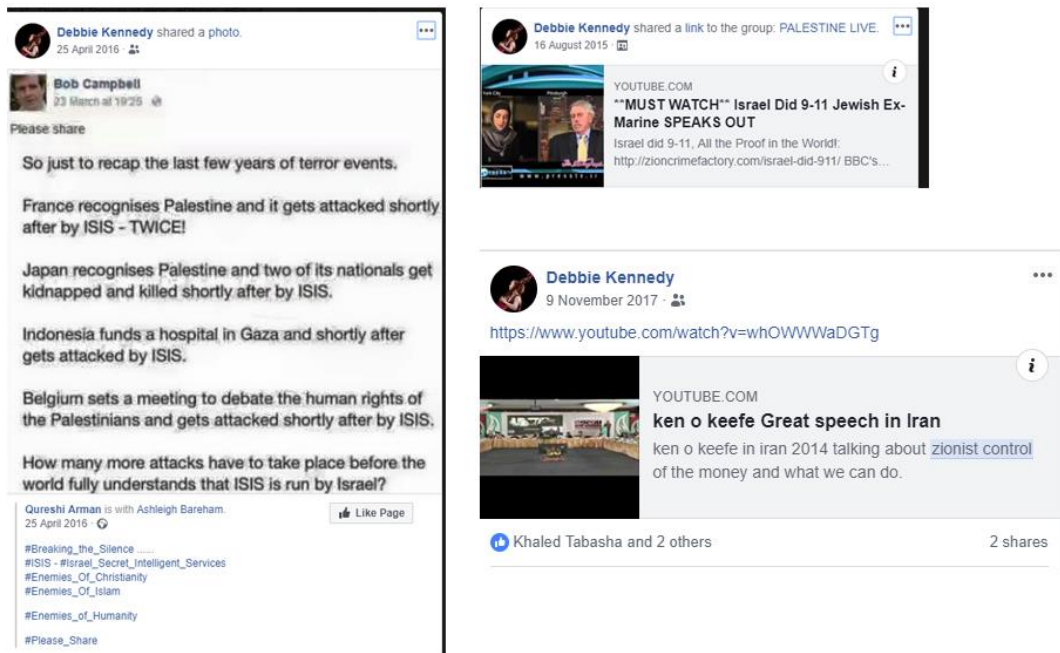 Debbie Kennedy shared a photo.
25 April 2016 ·
Bob Campbell
23 March at 19:25
Please share
So just to recap the last few years of terror events.
France recognises Palestine and it gets attacked shortly
after by ISIS - TWICE!
Japan recognises Palestine and two of its nationals get
kidnapped and killed shortly after by ISIS.
Indonesia funds a hospital in Gaza and shortly after
gets attacked by ISIS.
Belgium sets a meeting to debate the human rights of
the Palestinians and gets attacked shortly after by ISIS.
How many more attacks have to take place before the
world fully understands that ISIS is run by Israel?
Qureshi Arman is with Ashleigh Bareham.
25 April 2016 ·
Like Page
#Breaking_the_Silence ......
#ISIS - #Israel_Secret_Intelligent_Services
#Enemies_Of_Christianity
#Enemies_Of_Islam
#Enemies_of_Humanity
#Please_Share
Debbie Kennedy shared a link to the group: PALESTINE LIVE.
16 August 2015 ·
York City
Pittsburgh
www.presstv.ir
YOUTUBE.COM
**MUST WATCH** Israel Did 9-11 Jewish Ex-
Marine SPEAKS OUT
Israel did 9-11, All the Proof in the World!:
http://zioncrimefactory.com/israel-did-911/ BBC's...
Debbie Kennedy
9 November 2017 ·
https://www.youtube.com/watch?v=whOWWWaDGTg
YOUTUBE.COM
ken o keefe Great speech in Iran
ken o keefe in iran 2014 talking about zionist control
of the money and what we can do.
Khaled Tabasha and 2 others
2 shares